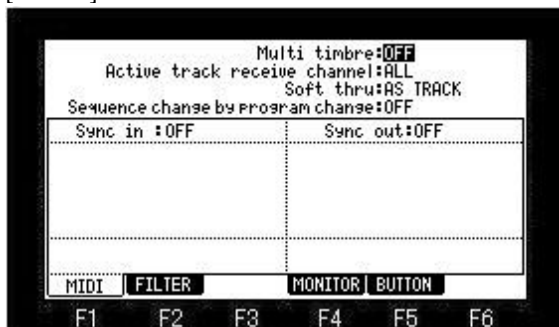 Multi timbre:OFF
Active track receive channel:ALL
Soft thru:AS TRACK
Sequence change by program change:OFF
Sync in :OFF
Sync out:OFF
MIDI FILTER MONITOR BUTTON
F1 F2 F3 F4 F5 F6